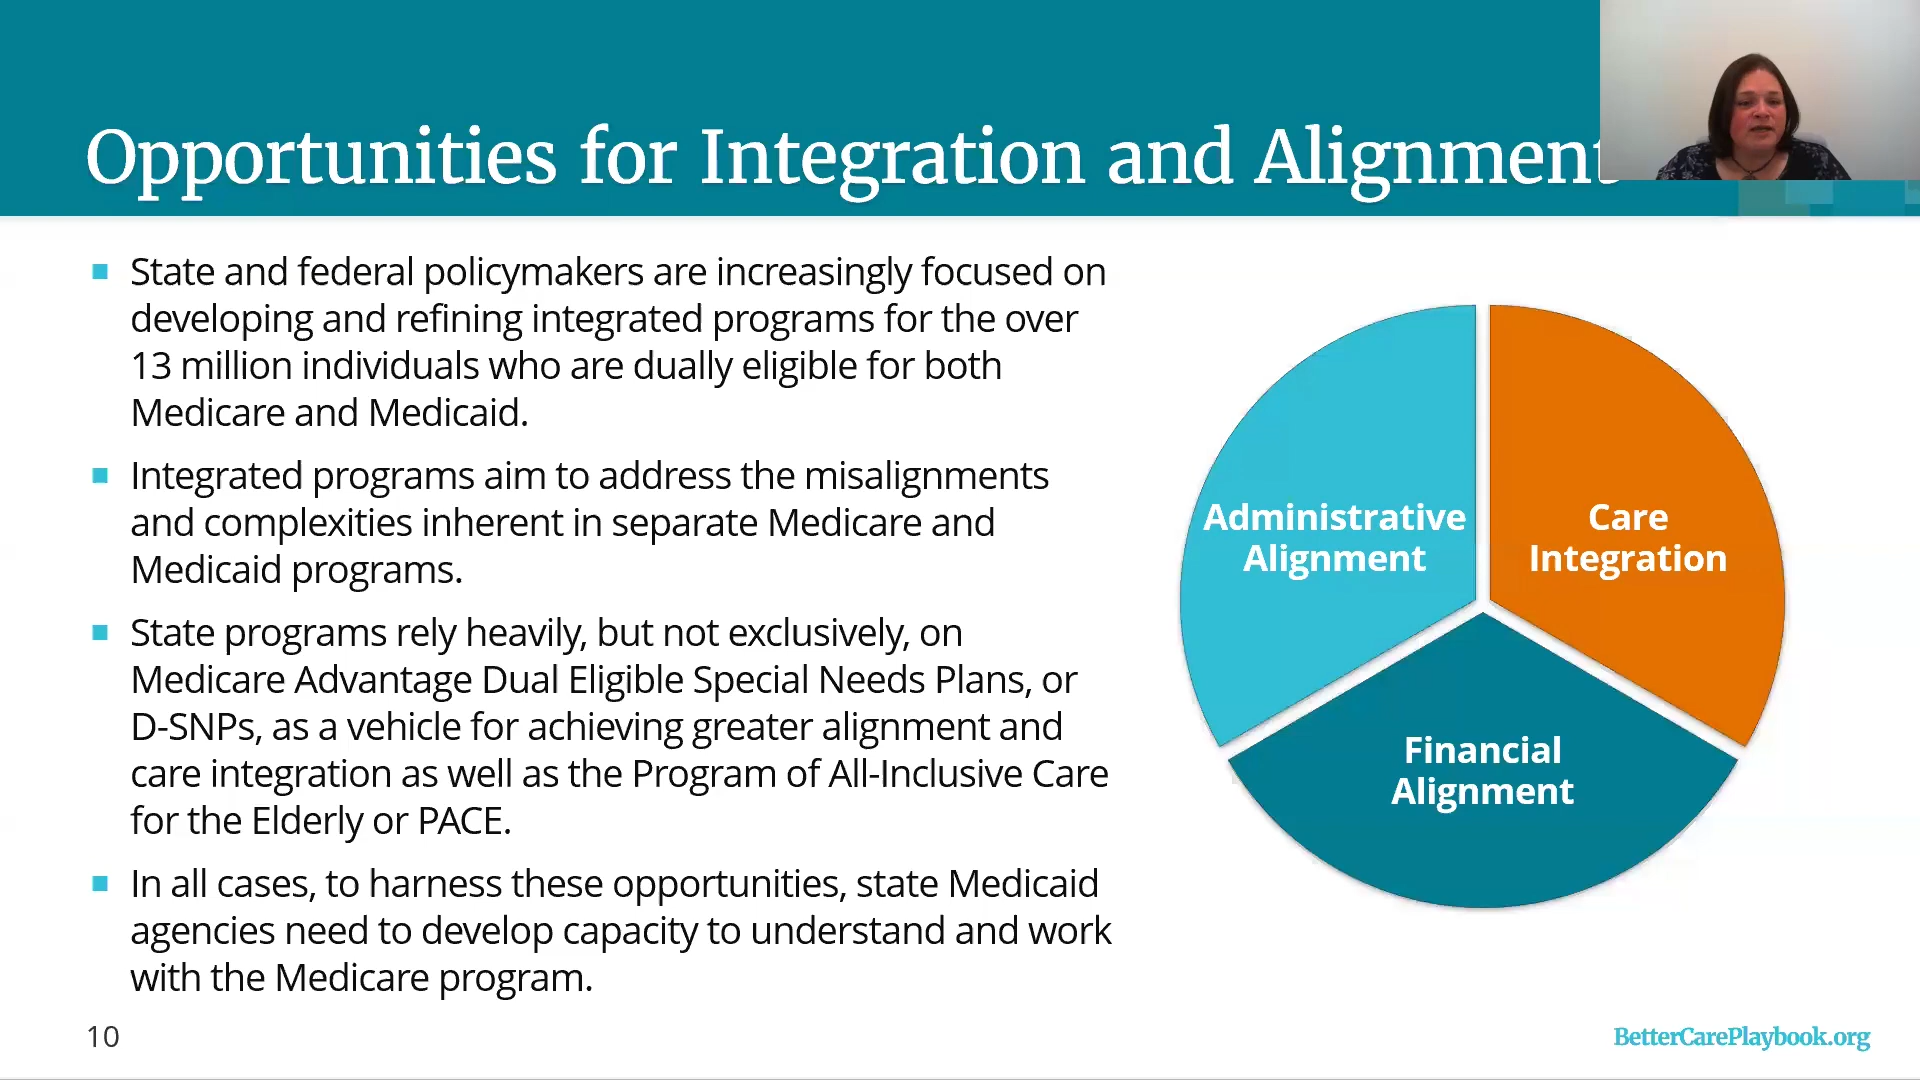 Opportunities for Integration and Alignment
State and federal policymakers are increasingly focused on
developing and refining integrated programs for the over
13 million individuals who are dually eligible for both
Medicare and Medicaid.
Integrated programs aim to address the misalignments
and complexities inherent in separate Medicare and
Medicaid programs.
State programs rely heavily, but not exclusively, on
Medicare Advantage Dual Eligible Special Needs Plans, or
D-SNPs, as a vehicle for achieving greater alignment and
care integration as well as the Program of All-Inclusive Care
for the Elderly or PACE.
In all cases, to harness these opportunities, state Medicaid
agencies need to develop capacity to understand and work
with the Medicare program.
Administrative
Alignment
Care
Integration
Financial
Alignment
10
BetterCarePlaybook.org